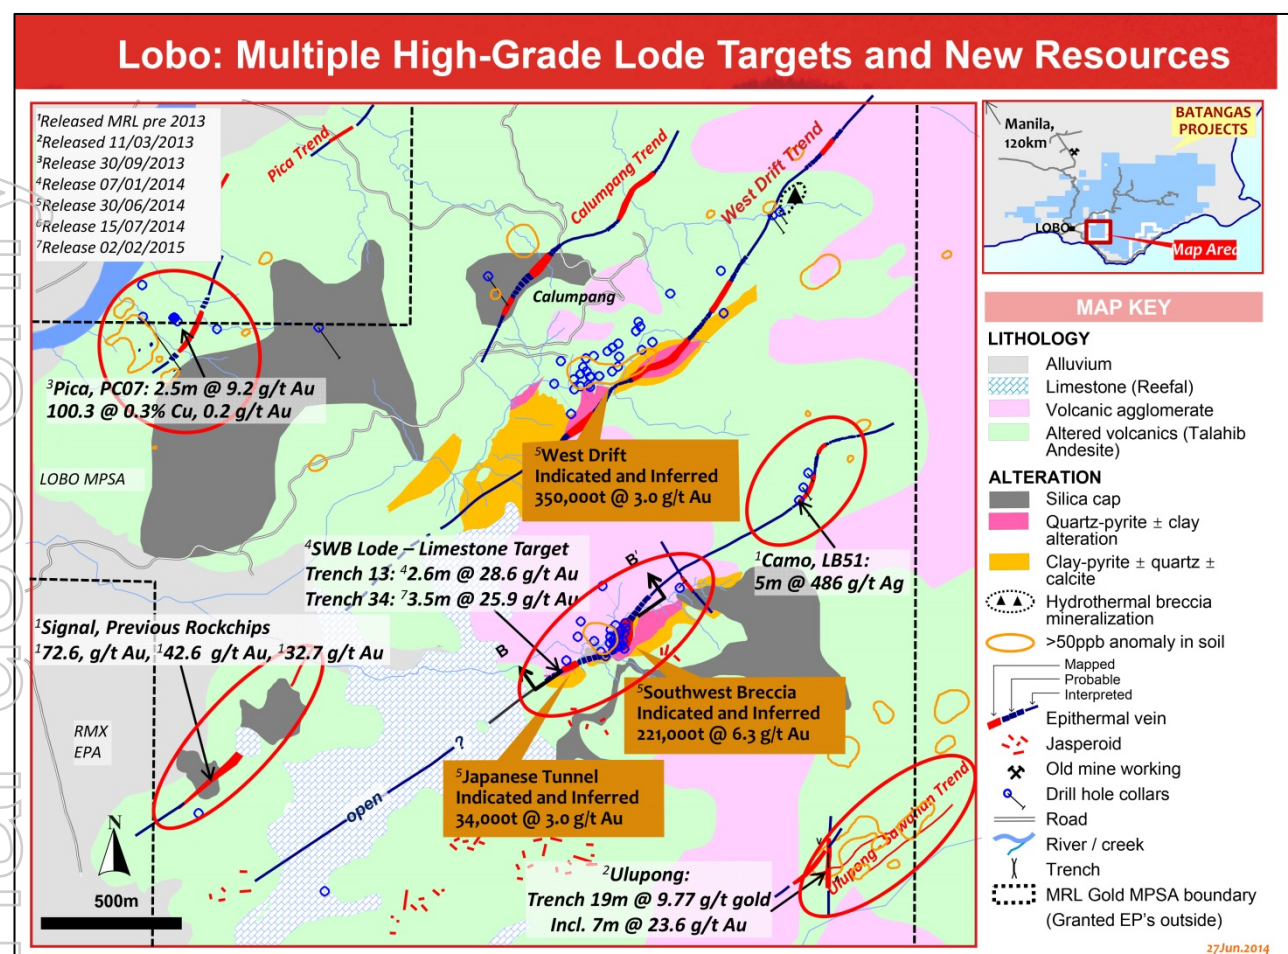 Lobo: Multiple High-Grade Lode Targets and New Resources
¹Released MRL pre 2013
²Released 11/03/2013
³Release 30/09/2013
⁴Release 07/01/2014
⁵Release 30/06/2014
⁶Release 15/07/2014
⁷Release 02/02/2015
Pica Trend
Calumpang Trend
West Drift Trend
Calumpang
³Pica, PC07: 2.5m @ 9.2 g/t Au
100.3 @ 0.3% Cu, 0.2 g/t Au
LOBO MPSA
⁵West Drift
Indicated and Inferred
350,000t @ 3.0 g/t Au
⁴SWB Lode – Limestone Target
Trench 13: ⁴2.6m @ 28.6 g/t Au
Trench 34: ⁷3.5m @ 25.9 g/t Au
B'
B
¹Camo, LB51:
5m @ 486 g/t Ag
¹Signal, Previous Rockchips
¹72.6, g/t Au, ¹42.6 g/t Au, ¹32.7 g/t Au
RMX
EPA
⁵Southwest Breccia
Indicated and Inferred
221,000t @ 6.3 g/t Au
⁵Japanese Tunnel
Indicated and Inferred
34,000t @ 3.0 g/t Au
open
?
Ulupong - Sawahan Trend
²Ulupong:
Trench 19m @ 9.77 g/t gold
Incl. 7m @ 23.6 g/t Au
N
500m
Manila,
120km
BATANGAS
PROJECTS
LOBO
Map Area
MAP KEY
LITHOLOGY
Alluvium
Limestone (Reefal)
Volcanic agglomerate
Altered volcanics (Talahib
Andesite)
ALTERATION
Silica cap
Quartz-pyrite ± clay
alteration
Clay-pyrite ± quartz ±
calcite
Hydrothermal breccia
mineralization
>50ppb anomaly in soil
Mapped
Probable
Interpreted
Epithermal vein
Jasperoid
Old mine working
Drill hole collars
Road
River / creek
Trench
MRL Gold MPSA boundary
(Granted EP's outside)
27Jun.2014